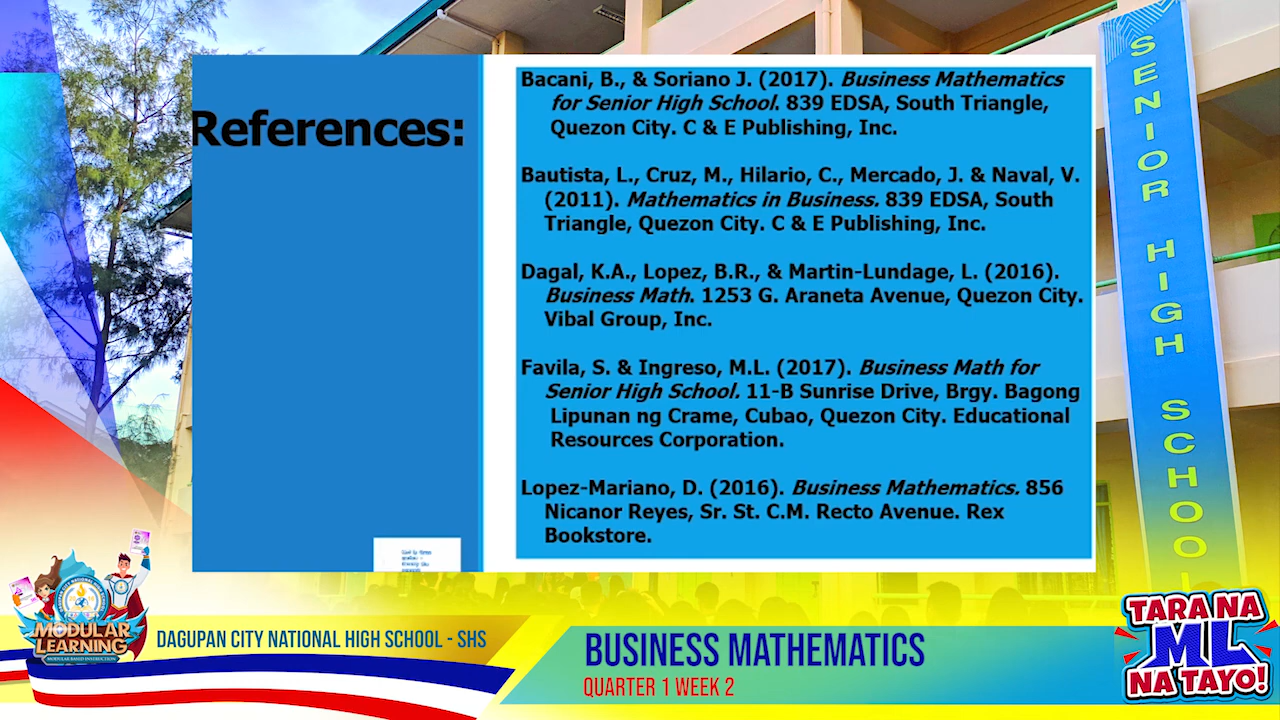 References:
Bacani, B., & Soriano J. (2017). Business Mathematics
for Senior High School. 839 EDSA, South Triangle,
Quezon City. C & E Publishing, Inc.
Bautista, L., Cruz, M., Hilario, C., Mercado, J. & Naval, V.
(2011). Mathematics in Business. 839 EDSA, South
Triangle, Quezon City. C & E Publishing, Inc.
Dagal, K.A., Lopez, B.R., & Martin-Lundage, L. (2016).
Business Math. 1253 G. Araneta Avenue, Quezon City.
Vibal Group, Inc.
Favila, S. & Ingreso, M.L. (2017). Business Math for
Senior High School. 11-B Sunrise Drive, Brgy. Bagong
Lipunan ng Crame, Cubao, Quezon City. Educational
Resources Corporation.
Lopez-Mariano, D. (2016). Business Mathematics. 856
Nicanor Reyes, Sr. St. C.M. Recto Avenue. Rex
Bookstore.
SENIOR HIGH SCHOOL
MODULAR
LEARNING
MODULAR BASED INSTRUCTION
DAGUPAN CITY NATIONAL HIGH SCHOOL - SHS
BUSINESS MATHEMATICS
QUARTER 1 WEEK 2
TARA NA
ML
NA TAYO!